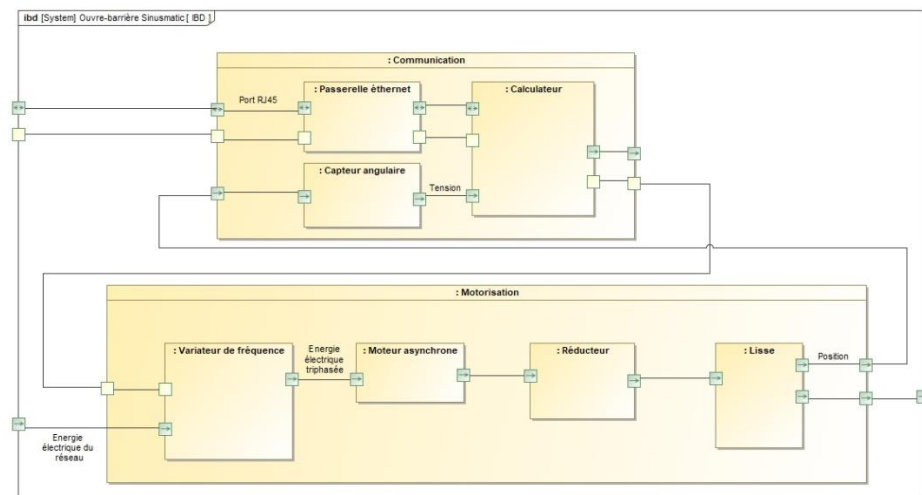 ibd [System] Ouvre-barrière Sinusmatic [ IBD ]
: Communication
Port RJ45
: Passerelle éthernet
: Calculateur
: Capteur angulaire
Tension
: Motorisation
: Variateur de fréquence
Energie
électrique
triphasée
: Moteur asynchrone
: Réducteur
: Lisse
Position
Energie
électrique du
réseau